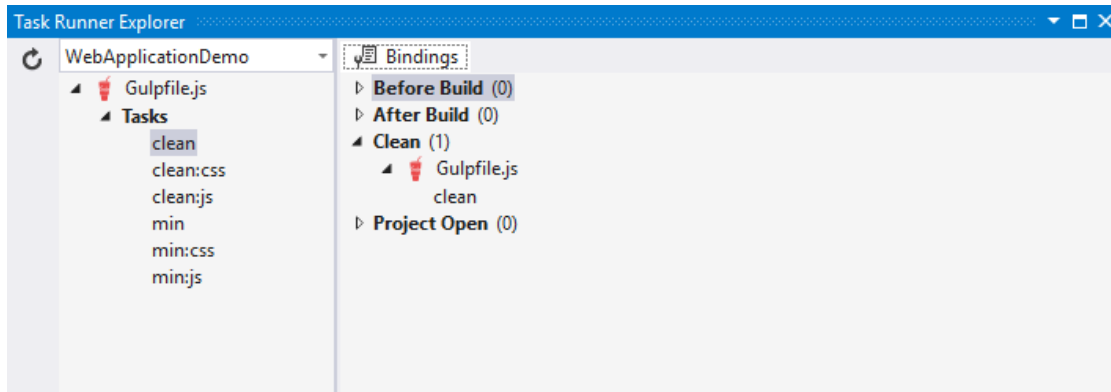 Task Runner Explorer
WebApplicationDemo
Gulpfile.js
Tasks
clean
clean:css
clean:js
min
min:css
min:js
Bindings
Before Build (0)
After Build (0)
Clean (1)
Gulpfile.js
clean
Project Open (0)